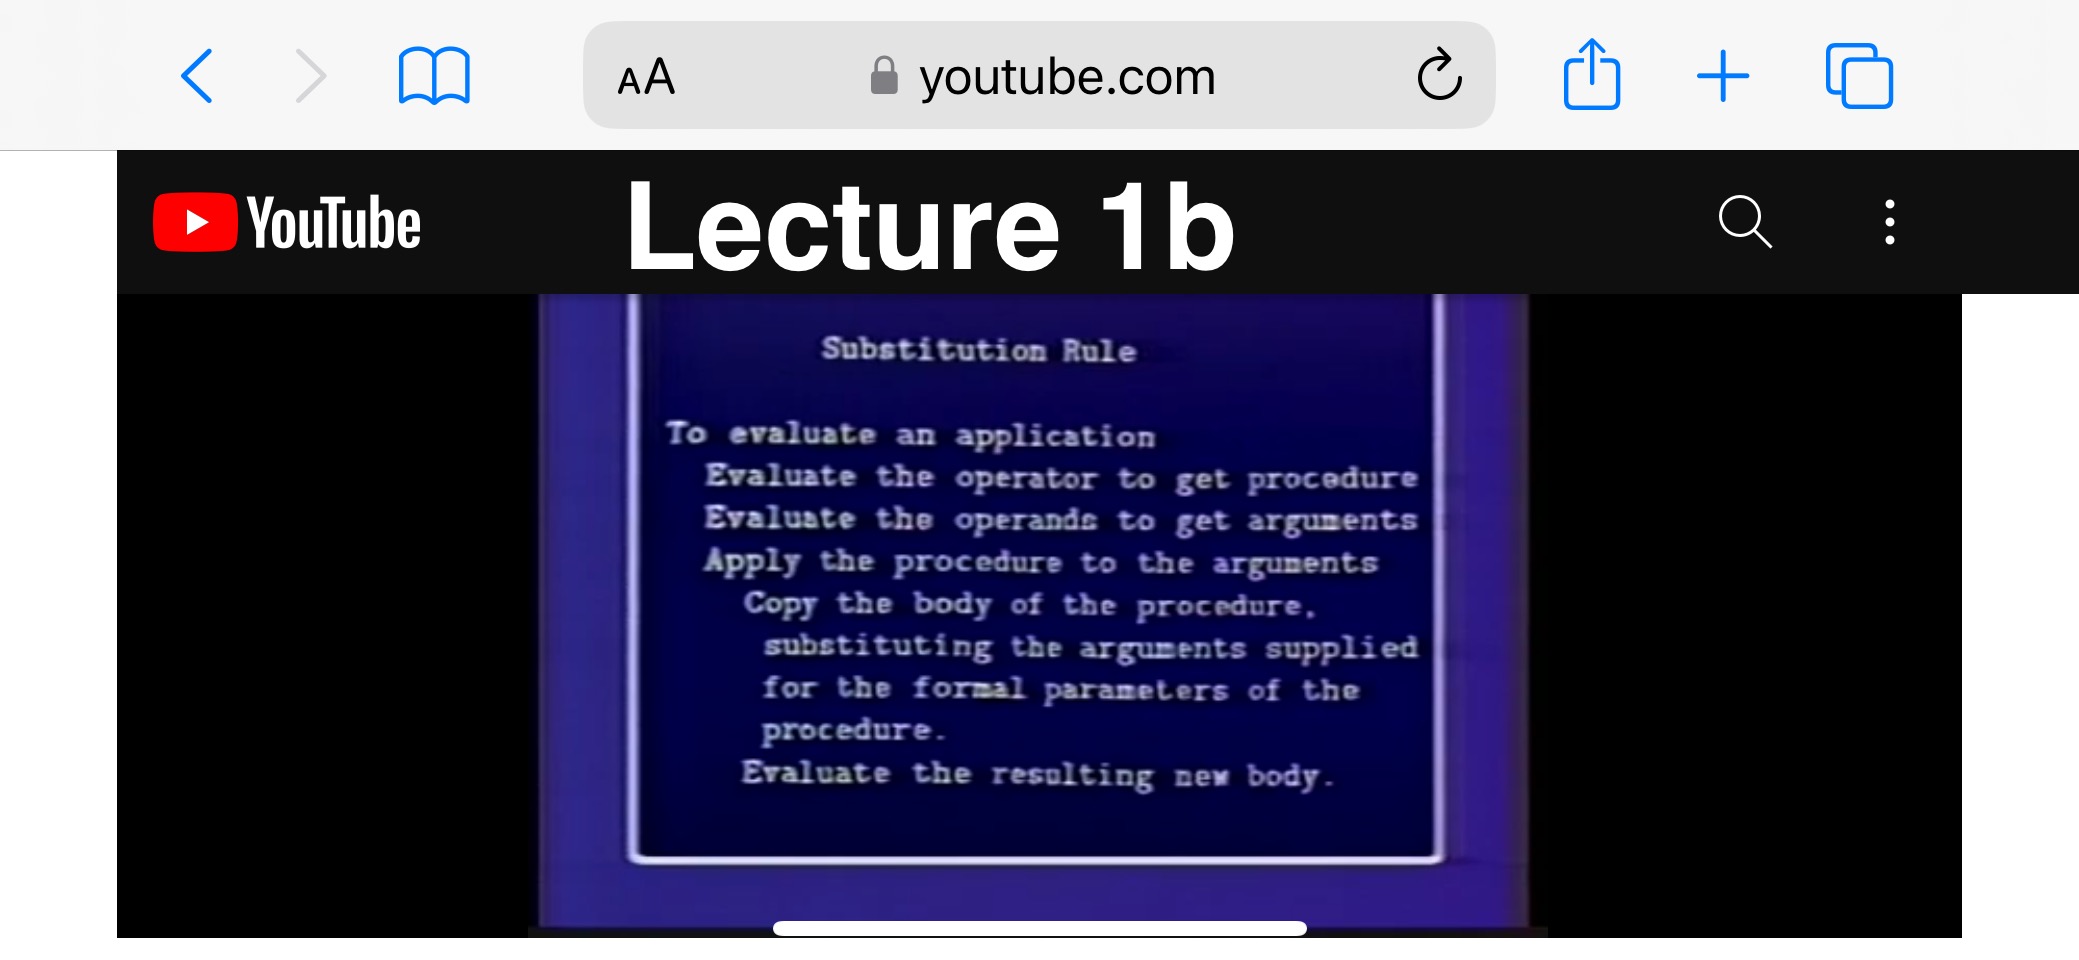 AA youtube.com
YouTube Lecture 1b
Substitution Rule
To evaluate an application
Evaluate the operator to get procedure
Evaluate the operands to get arguments
Apply the procedure to the arguments
Copy the body of the procedure,
substituting the arguments supplied
for the formal parameters of the
procedure.
Evaluate the resulting new body.